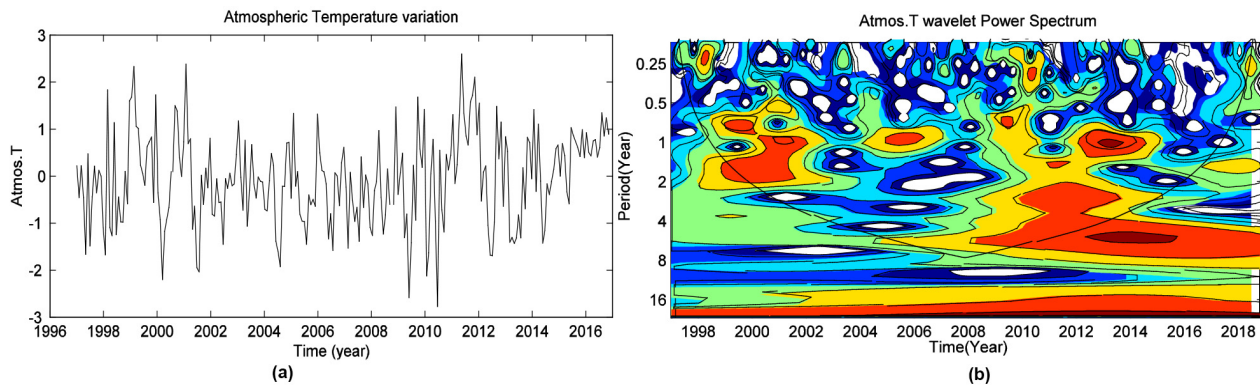 Atmospheric Temperature variation
3
2
1
0
-1
-2
-3
Atmos.T
1996 1998 2000 2002 2004 2006 2008 2010 2012 2014 2016
Time (year)
(a)
Atmos.T wavelet Power Spectrum
0.25
0.5
1
2
4
8
16
Period(Year)
1998 2000 2002 2004 2006 2008 2010 2012 2014 2016 2018
Time(Year)
(b)